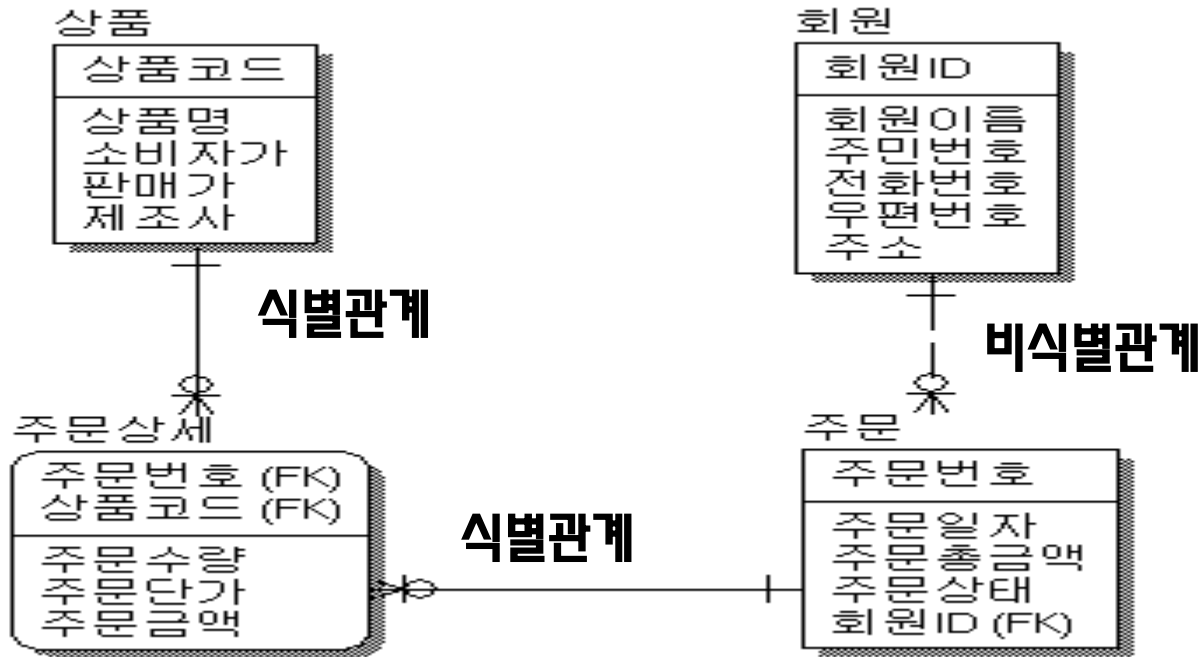 상품
상품코드
상품명
소비자가
판매가
제조사
회원
회원ID
회원이름
주민번호
전화번호
우편번호
주소
식별관계
비식별관계
주문상세
주문번호 (FK)
상품코드 (FK)
주문수량
주문단가
주문금액
식별관계
주문
주문번호
주문일자
주문총금액
주문상태
회원ID (FK)